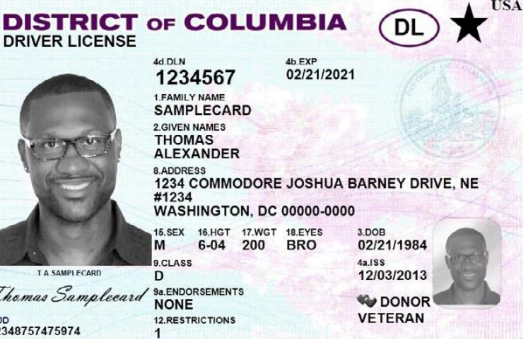 USA
DISTRICT OF COLUMBIA DL
DRIVER LICENSE
4d.DLN 4b.EXP
1234567 02/21/2021
1.FAMILY NAME
SAMPLECARD
2.GIVEN NAMES
THOMAS
ALEXANDER
8.ADDRESS
1234 COMMODORE JOSHUA BARNEY DRIVE, NE
#1234
WASHINGTON, DC 00000-0000
15.SEX 16.HGT 17.WGT 18.EYES 3.DOB
M 6-04 200 BRO 02/21/1984
9.CLASS 4a.ISS
D 12/03/2013
T A SAMPLECARD
Thomas Samplecard
9a.ENDORSEMENTS
NONE
DONOR
VETERAN
12.RESTRICTIONS
1
DD
2348757475974